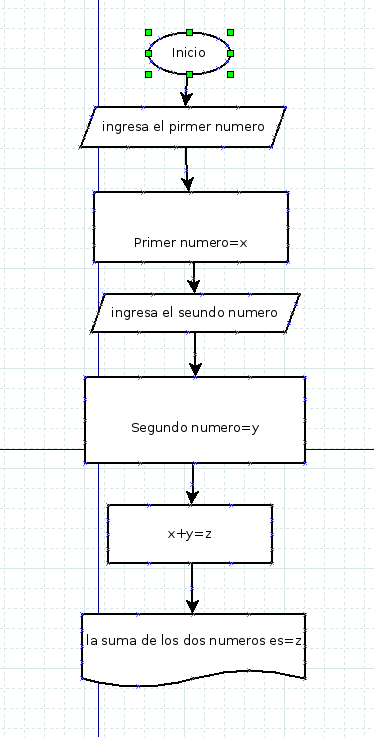 Inicio
ingresa el pirmer numero
Primer numero=x
ingresa el seundo numero
Segundo numero=y
x+y=z
la suma de los dos numeros es=z